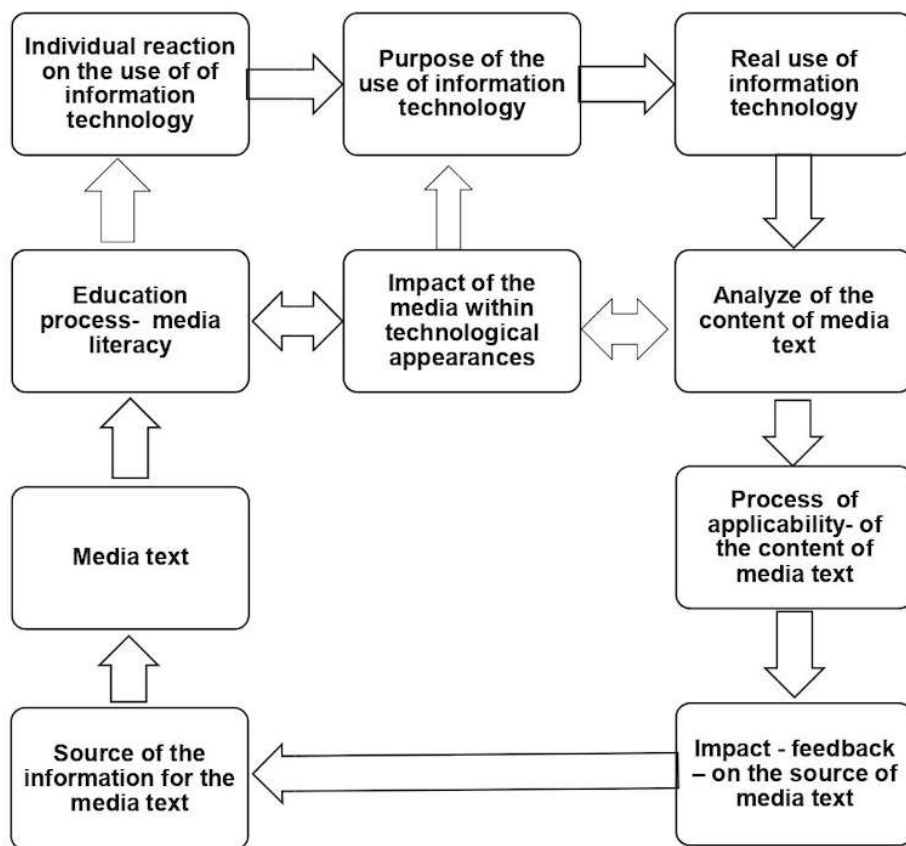 Individual reaction
on the use of of
information
technology
Purpose of the
use of information
technology
Real use of
information
technology
Education
process- media
literacy
Impact of the
media within
technological
appearances
Analyze of the
content of media
text
Media text
Process of
applicability- of
the content of
media text
Source of the
information for the
media text
Impact - feedback
– on the source of
media text